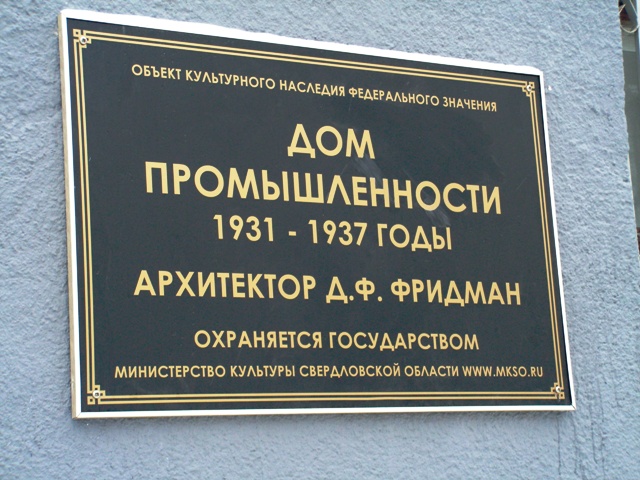 ОБЪЕКТ КУЛЬТУРНОГО НАСЛЕДИЯ ФЕДЕРАЛЬНОГО ЗНАЧЕНИЯ
ДОМ
ПРОМЫШЛЕННОСТИ
1931 - 1937 ГОДЫ
АРХИТЕКТОР Д.Ф. ФРИДМАН
ОХРАНЯЕТСЯ ГОСУДАРСТВОМ
МИНИСТЕРСТВО КУЛЬТУРЫ СВЕРДЛОВСКОЙ ОБЛАСТИ WWW.MKSO.RU